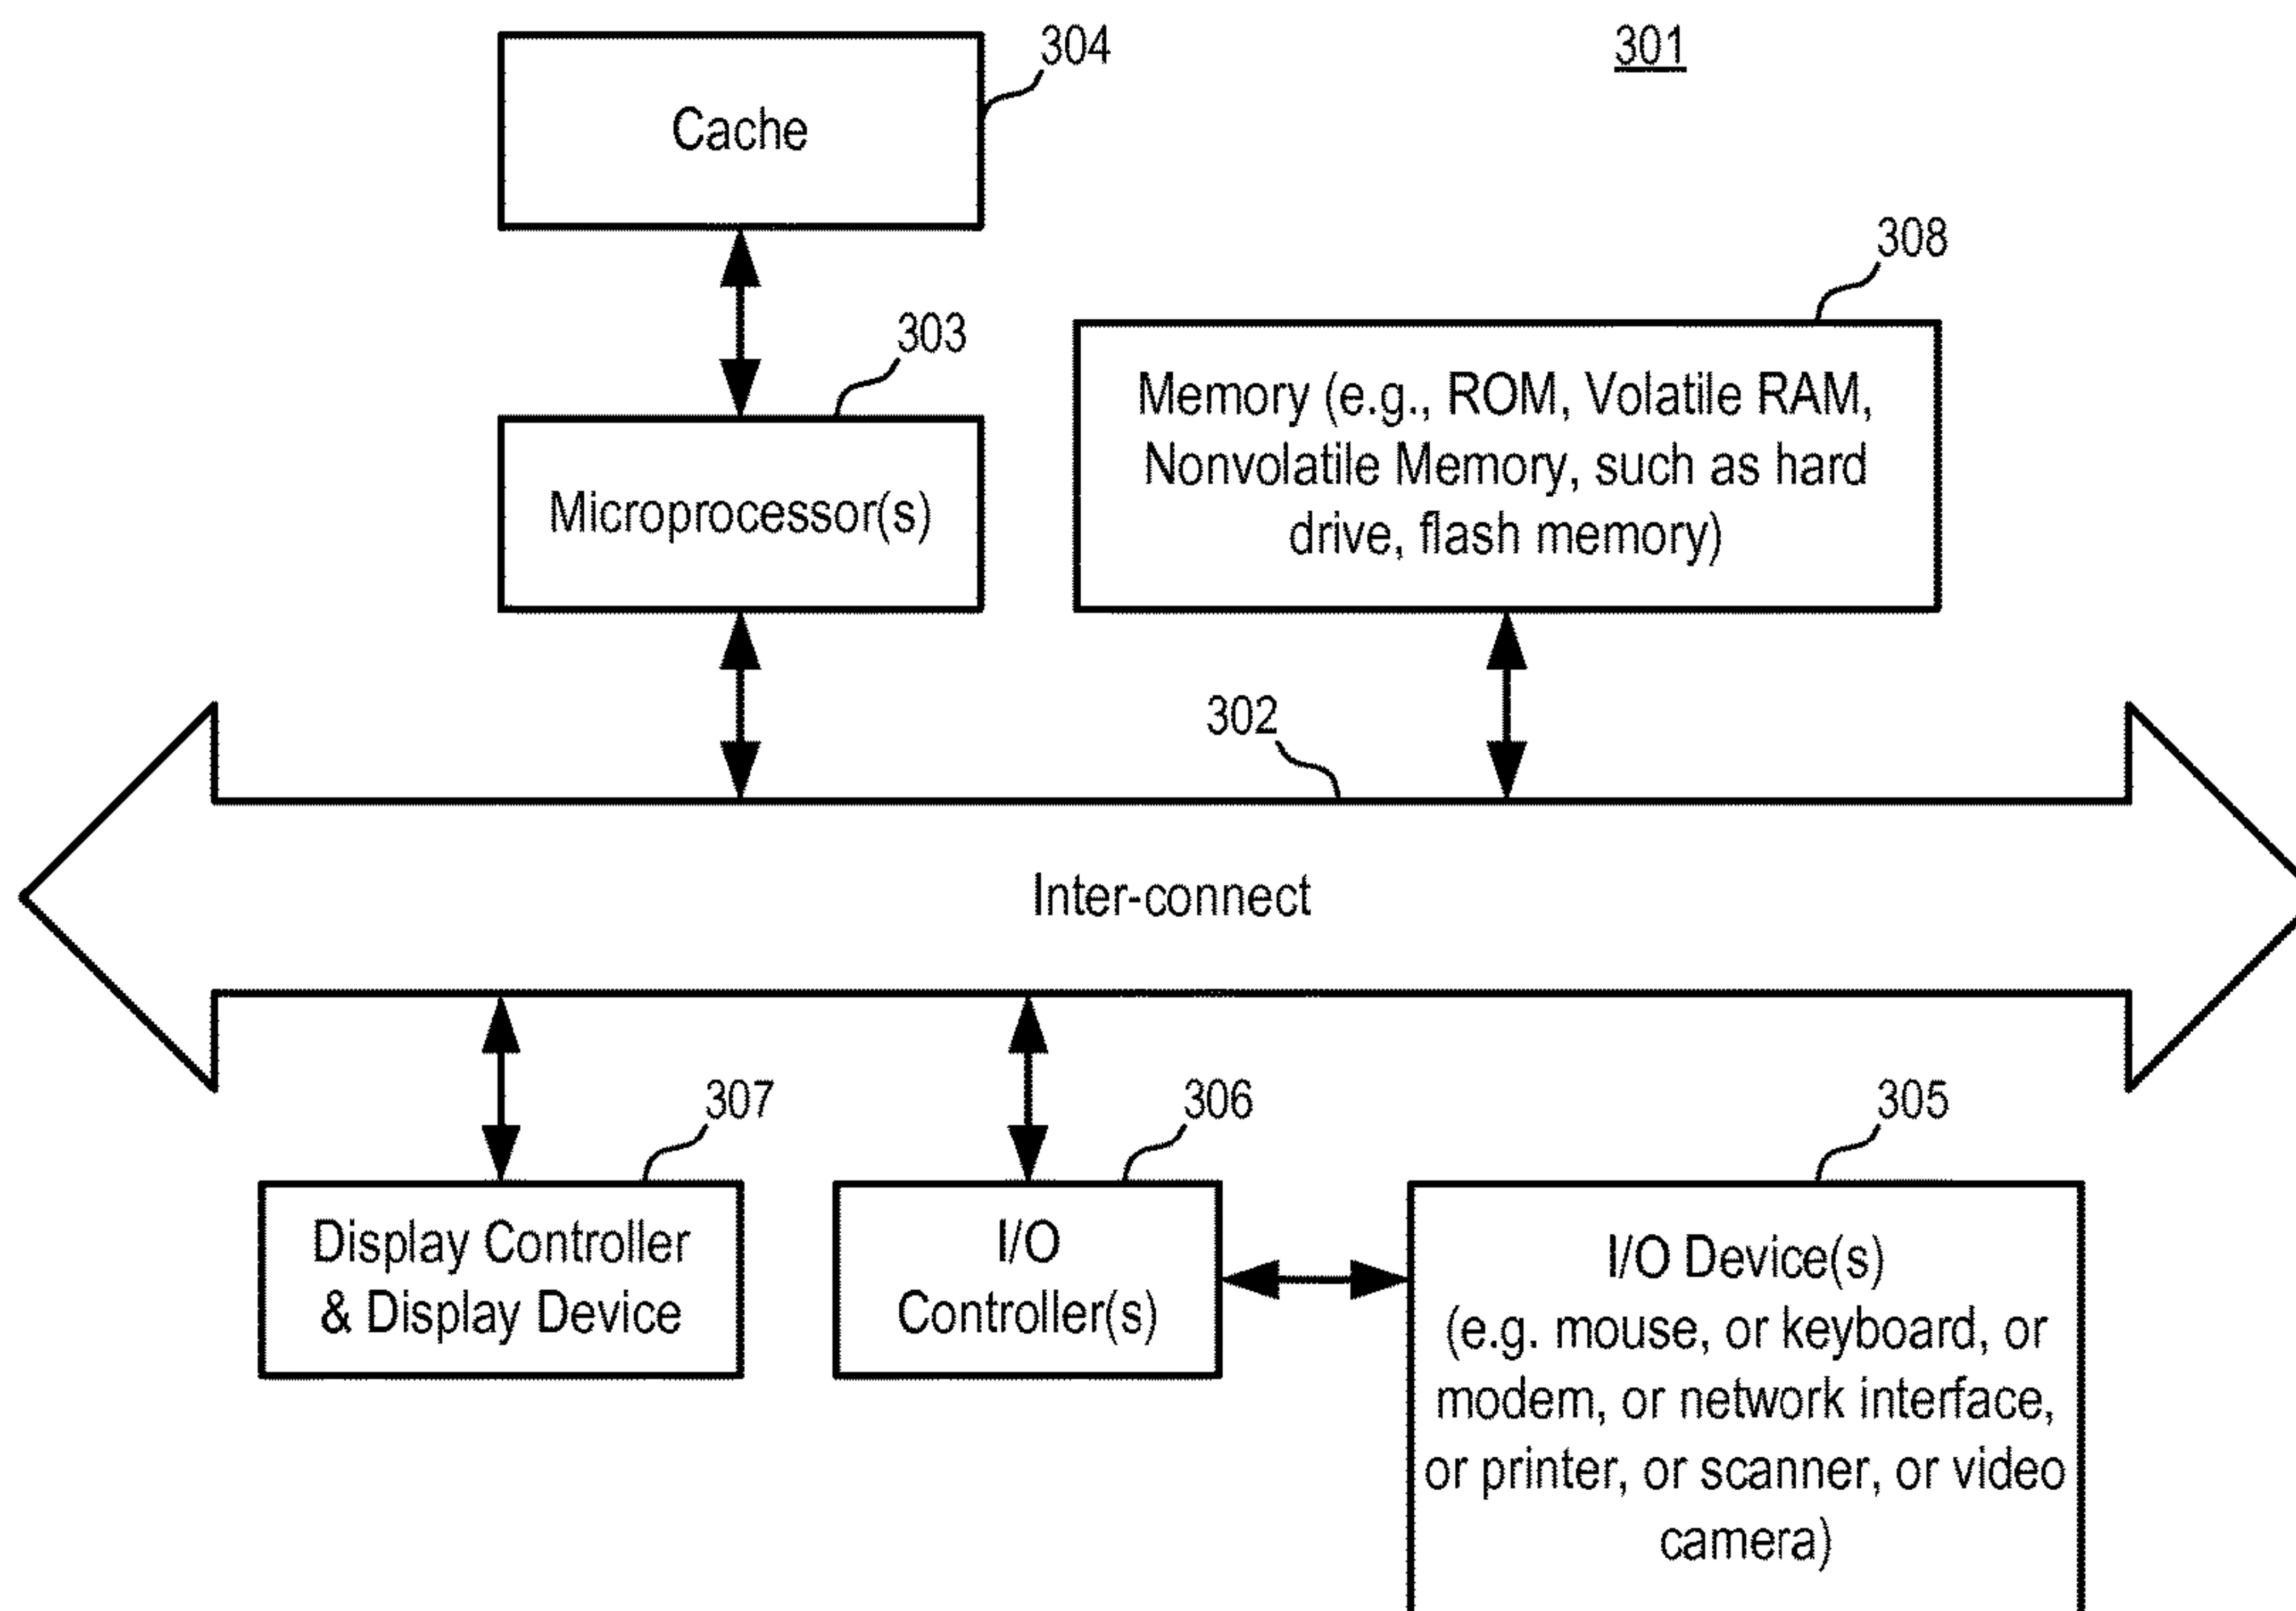 304
301
Cache
308
303
Memory (e.g., ROM, Volatile RAM,
Nonvolatile Memory, such as hard
drive, flash memory)
Microprocessor(s)
302
Inter-connect
307
306
305
Display Controller
& Display Device
I/O
Controller(s)
I/O Device(s)
(e.g. mouse, or keyboard, or
modem, or network interface,
or printer, or scanner, or video
camera)